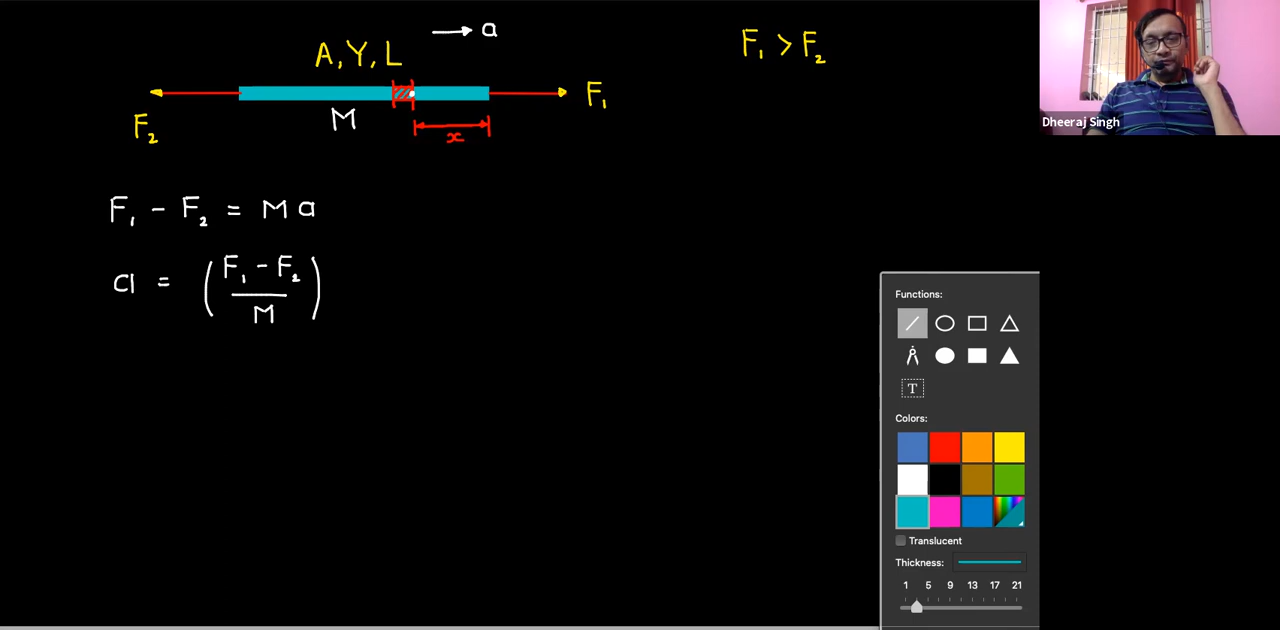 → a
A, Y, L
F₁ > F₂
F₂
F₁
M
x
Dheeraj Singh
F₁ - F₂ = M a
a = (F₁ - F₂ / M)
Functions:
T
Colors:
Translucent
Thickness:
1 5 9 13 17 21